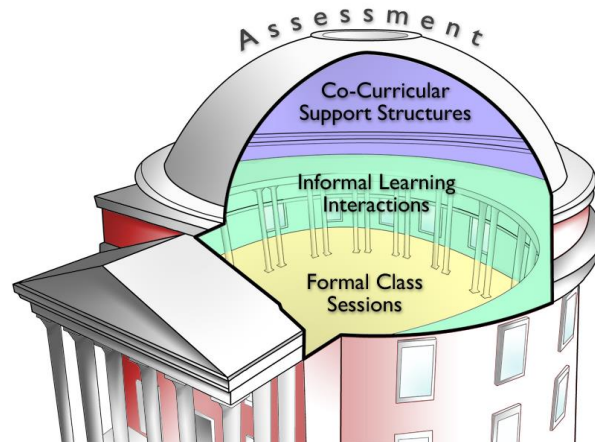 Assessment
Co-Curricular
Support Structures
Informal Learning
Interactions
Formal Class
Sessions